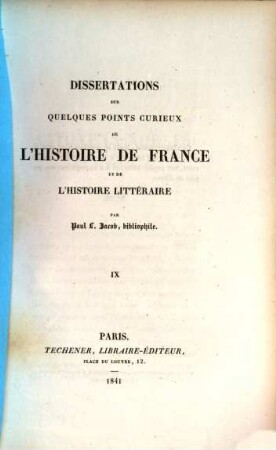 DISSERTATIONS
SUR
QUELQUES POINTS CURIEUX
DE
L'HISTOIRE DE FRANCE
ET DE
L'HISTOIRE LITTÉRAIRE
PAR
Paul L. Jacob, bibliophile.
IX
PARIS,
TECHENER, LIBRAIRE-ÉDITEUR,
PLACE DU LOUVRE, 12.
1841